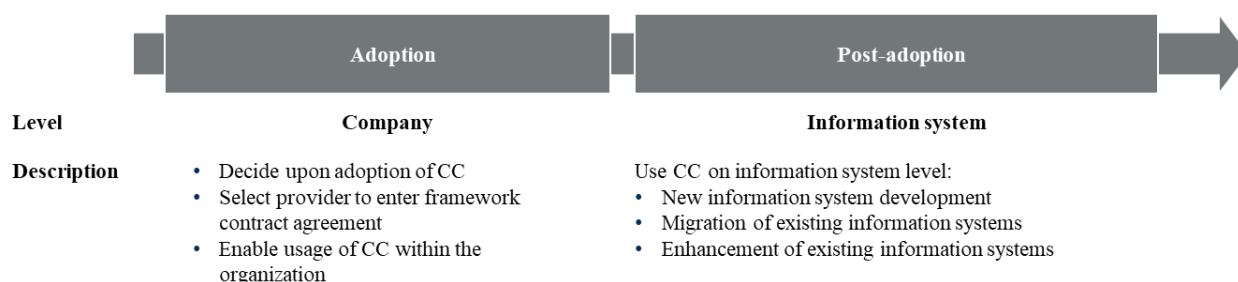 Adoption
Post-adoption
Level
Company
Information system
Description
• Decide upon adoption of CC
• Select provider to enter framework
contract agreement
• Enable usage of CC within the
organization
Use CC on information system level:
• New information system development
• Migration of existing information systems
• Enhancement of existing information systems